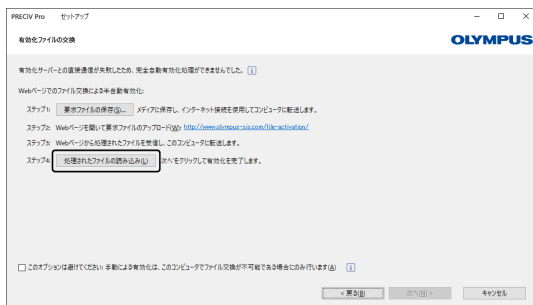 PRECiV Pro セットアップ
有効化ファイルの交換
OLYMPUS
有効化サーバーとの直接通信が失敗したため、完全自動有効化処理ができませんでした。 i
Webページでのファイル交換による半自動有効化:
ステップ1: 要求ファイルの保存(S)... メディアに保存し、インターネット接続を使用してコンピュータに転送します。
ステップ2: Webページを開いて要求ファイルのアップロード(W): http://www.olympus-sis.com/file-activation/
ステップ3: Webページから処理されたファイルを受信し、このコンピュータに転送します。
ステップ4: 処理されたファイルの読み込み(L) 次へ'をクリックして有効化を完了します。
このオプションは避けてください: 手動による有効化は、このコンピュータでファイル交換が不可能である場合にのみ行います(A) i
< 戻る(B) 次へ(N) > キャンセル